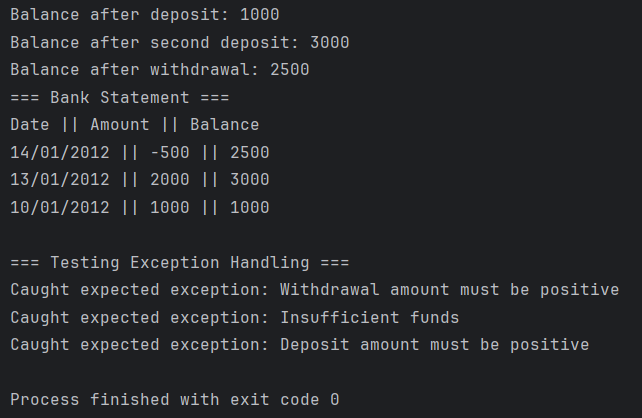 Balance after deposit: 1000
Balance after second deposit: 3000
Balance after withdrawal: 2500
=== Bank Statement ===
Date || Amount || Balance
14/01/2012 || -500 || 2500
13/01/2012 || 2000 || 3000
10/01/2012 || 1000 || 1000
=== Testing Exception Handling ===
Caught expected exception: Withdrawal amount must be positive
Caught expected exception: Insufficient funds
Caught expected exception: Deposit amount must be positive
Process finished with exit code 0